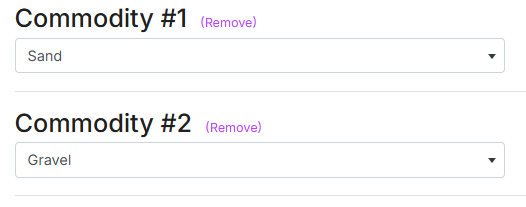 Commodity #1 (Remove)
Sand
Commodity #2 (Remove)
Gravel